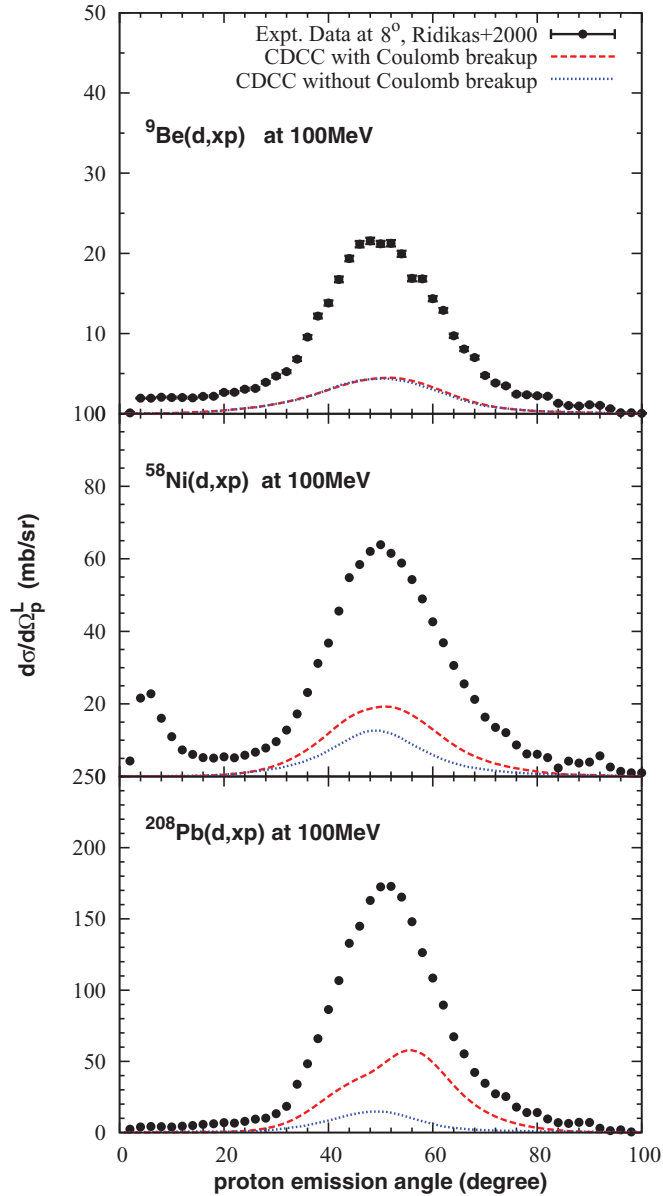 Expt. Data at 8°, Ridikas+2000
CDCC with Coulomb breakup
CDCC without Coulomb breakup
50
40
30
20
10
0
⁹Be(d,xp) at 100MeV
100
80
60
40
20
0
⁵⁸Ni(d,xp) at 100MeV
dσ/dΩₚᴸ (mb/sr)
250
200
150
100
50
0
²⁰⁸Pb(d,xp) at 100MeV
0 20 40 60 80 100
proton emission angle (degree)